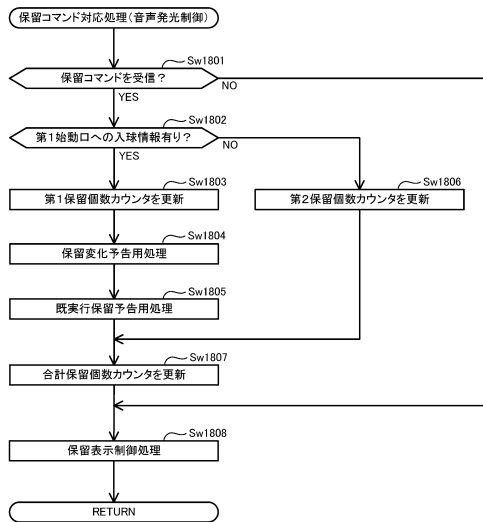 保留コマンド対応処理(音声発光制御)
Sw1801
保留コマンドを受信?
NO
YES
Sw1802
第1始動口への入球情報有り?
NO
YES
Sw1803
第1保留個数カウンタを更新
Sw1806
第2保留個数カウンタを更新
Sw1804
保留変化予告用処理
Sw1805
既実行保留予告用処理
Sw1807
合計保留個数カウンタを更新
Sw1808
保留表示制御処理
RETURN